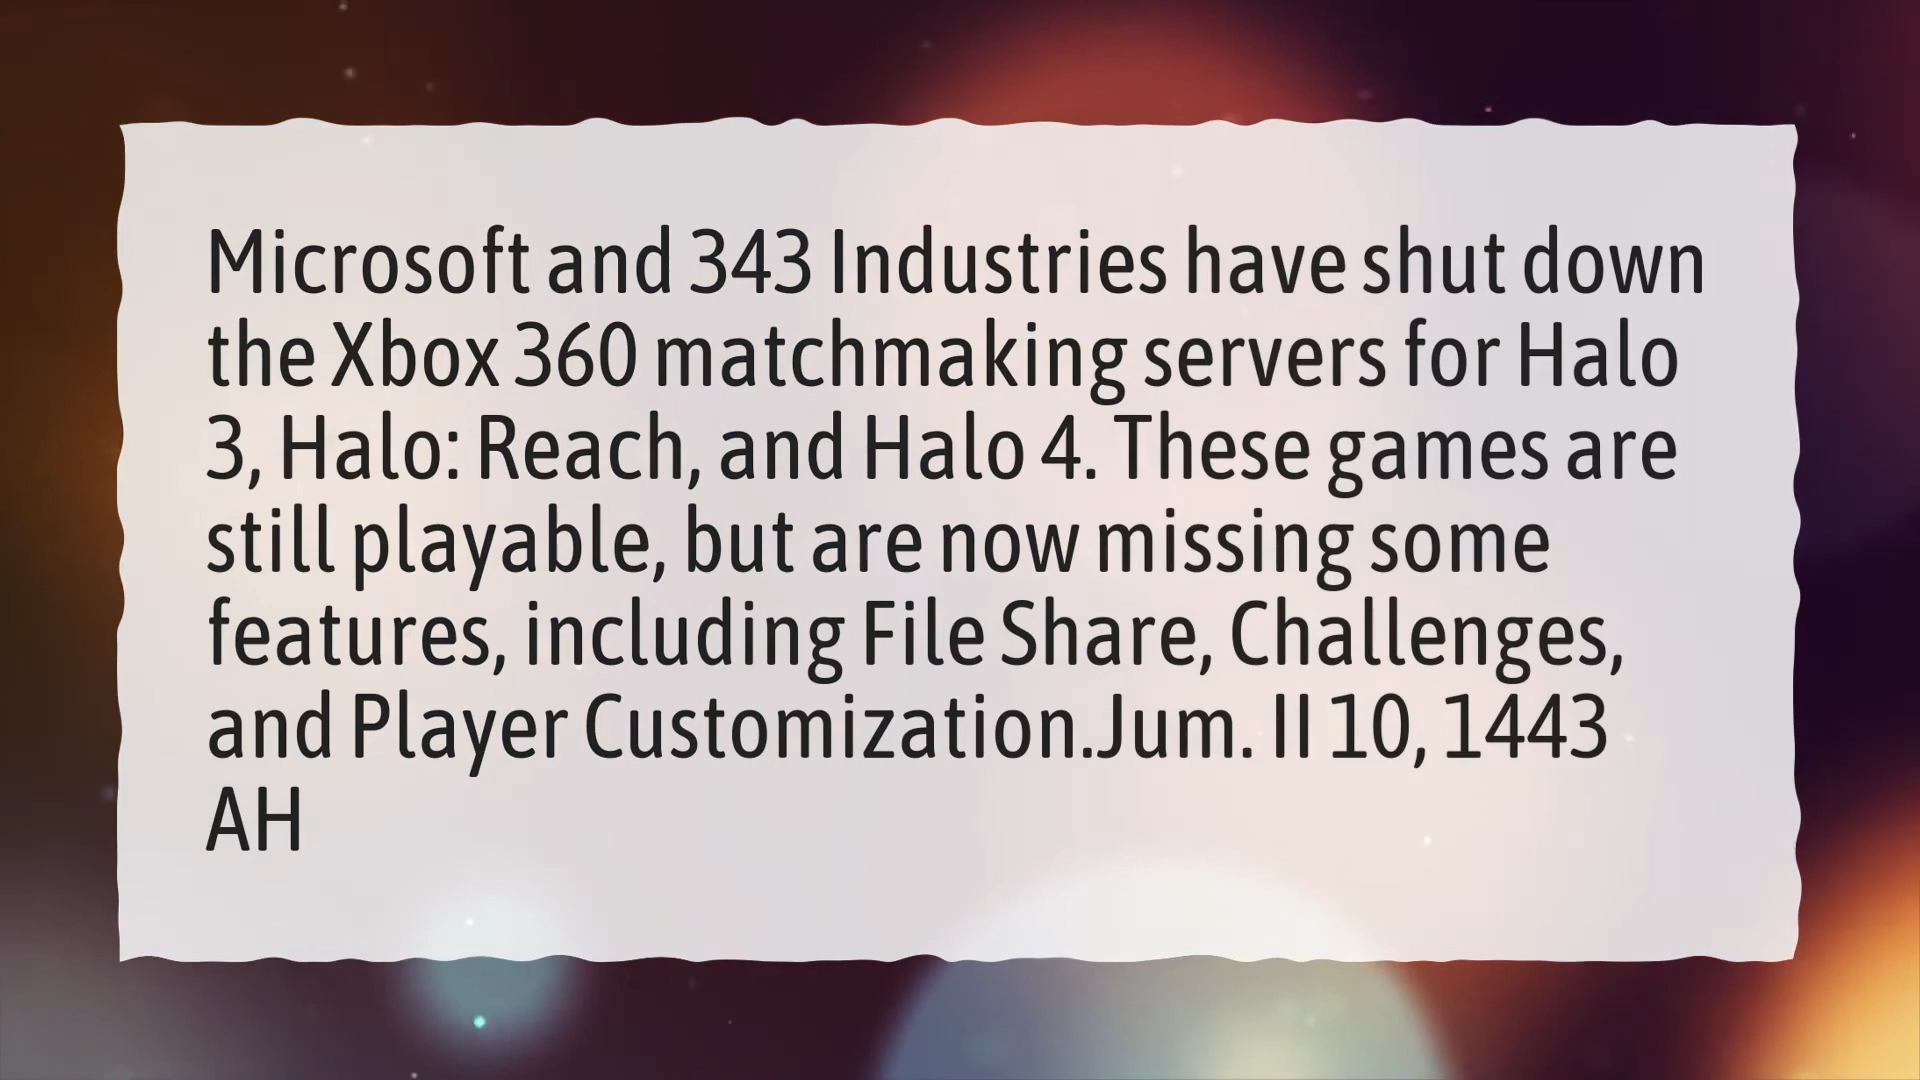 Microsoft and 343 Industries have shut down
the Xbox 360 matchmaking servers for Halo
3, Halo: Reach, and Halo 4. These games are
still playable, but are now missing some
features, including File Share, Challenges,
and Player Customization.Jum. II 10, 1443
AH